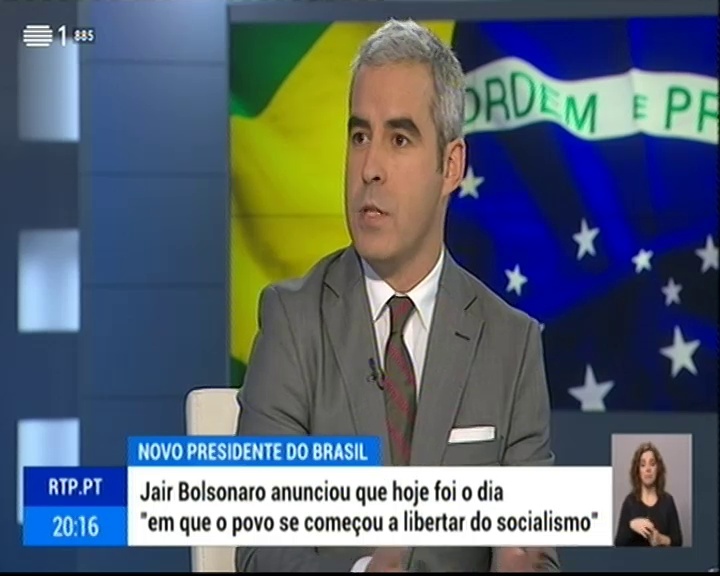 1 885
ORDEM E PR
NOVO PRESIDENTE DO BRASIL
RTP.PT
Jair Bolsonaro anunciou que hoje foi o dia
20:16
"em que o povo se começou a libertar do socialismo"